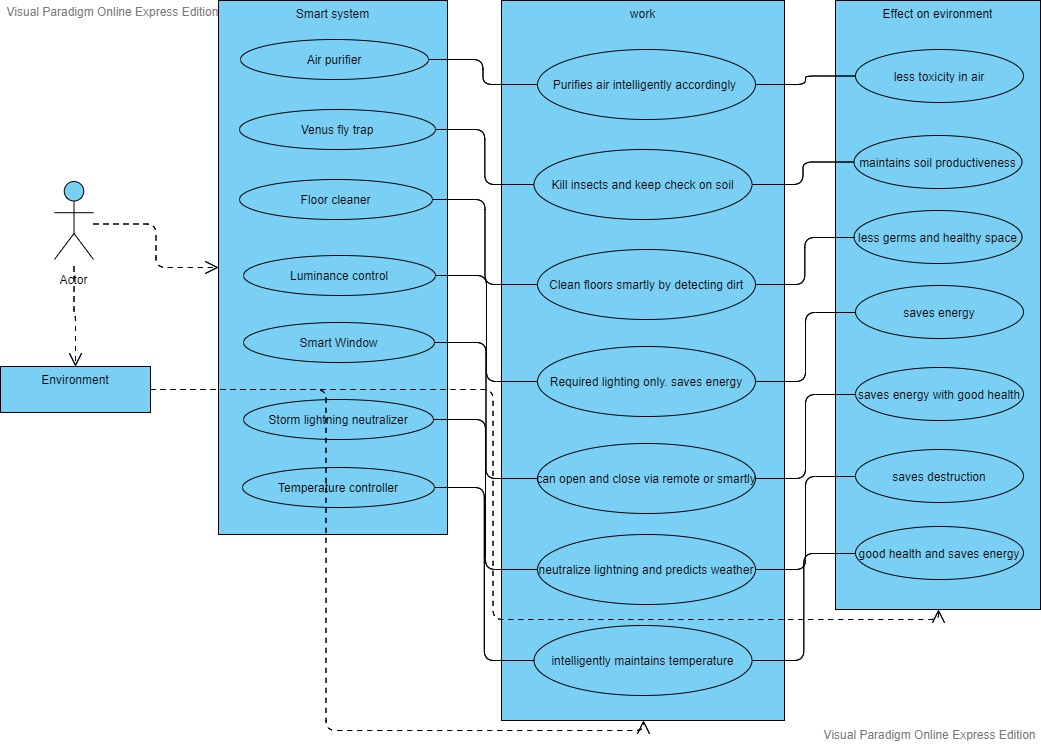 Visual Paradigm Online Express Edition
Smart system
work
Effect on evironment
Air purifier
Purifies air intelligently accordingly
less toxicity in air
Venus fly trap
Kill insects and keep check on soil
maintains soil productiveness
Floor cleaner
Clean floors smartly by detecting dirt
less germs and healthy space
Actor
Luminance control
Required lighting only. saves energy
saves energy
Smart Window
can open and close via remote or smartly
saves energy with good health
Environment
Storm lightning neutralizer
neutralize lightning and predicts weather
saves destruction
Temperature controller
intelligently maintains temperature
good health and saves energy
Visual Paradigm Online Express Edition